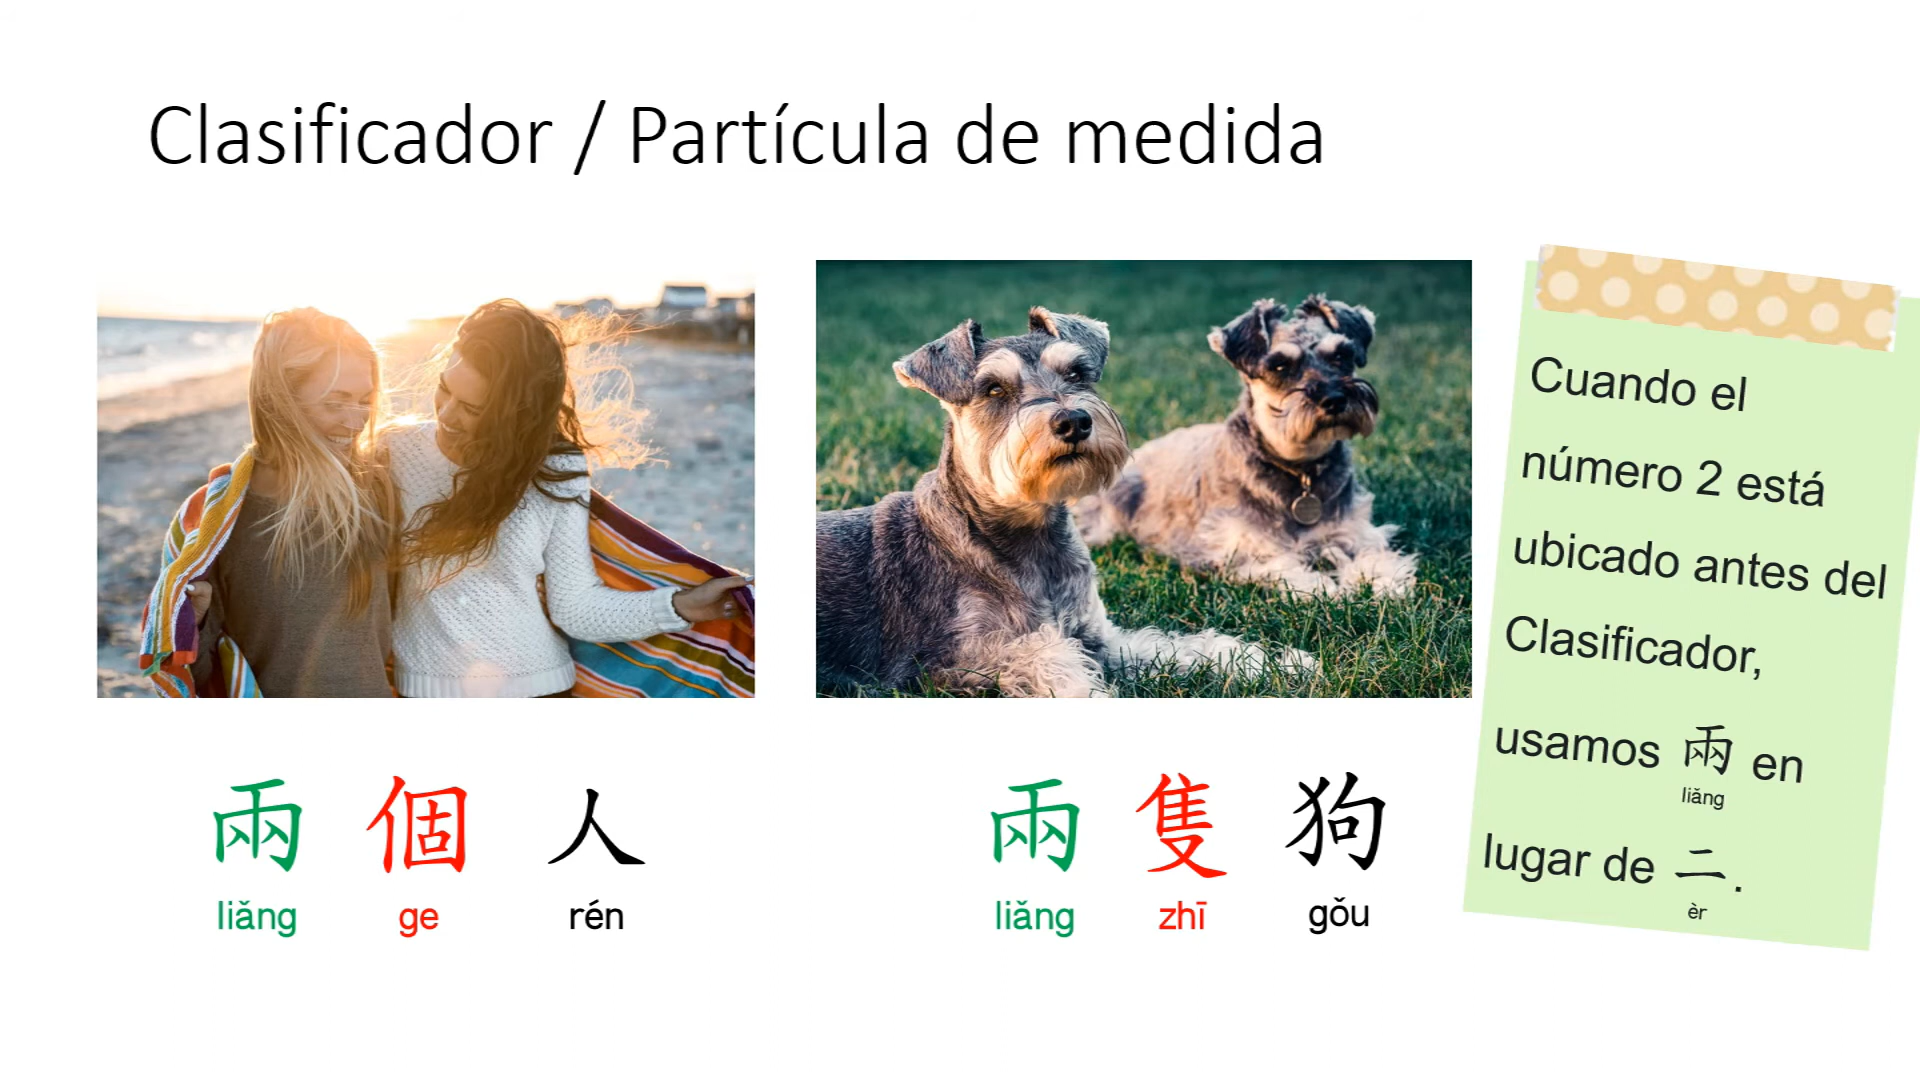 Clasificador / Partícula de medida
兩 個 人
liǎng ge rén
兩 隻 狗
liǎng zhī gǒu
Cuando el
número 2 está
ubicado antes del
Clasificador,
usamos 兩 en
liǎng
lugar de 二.
èr